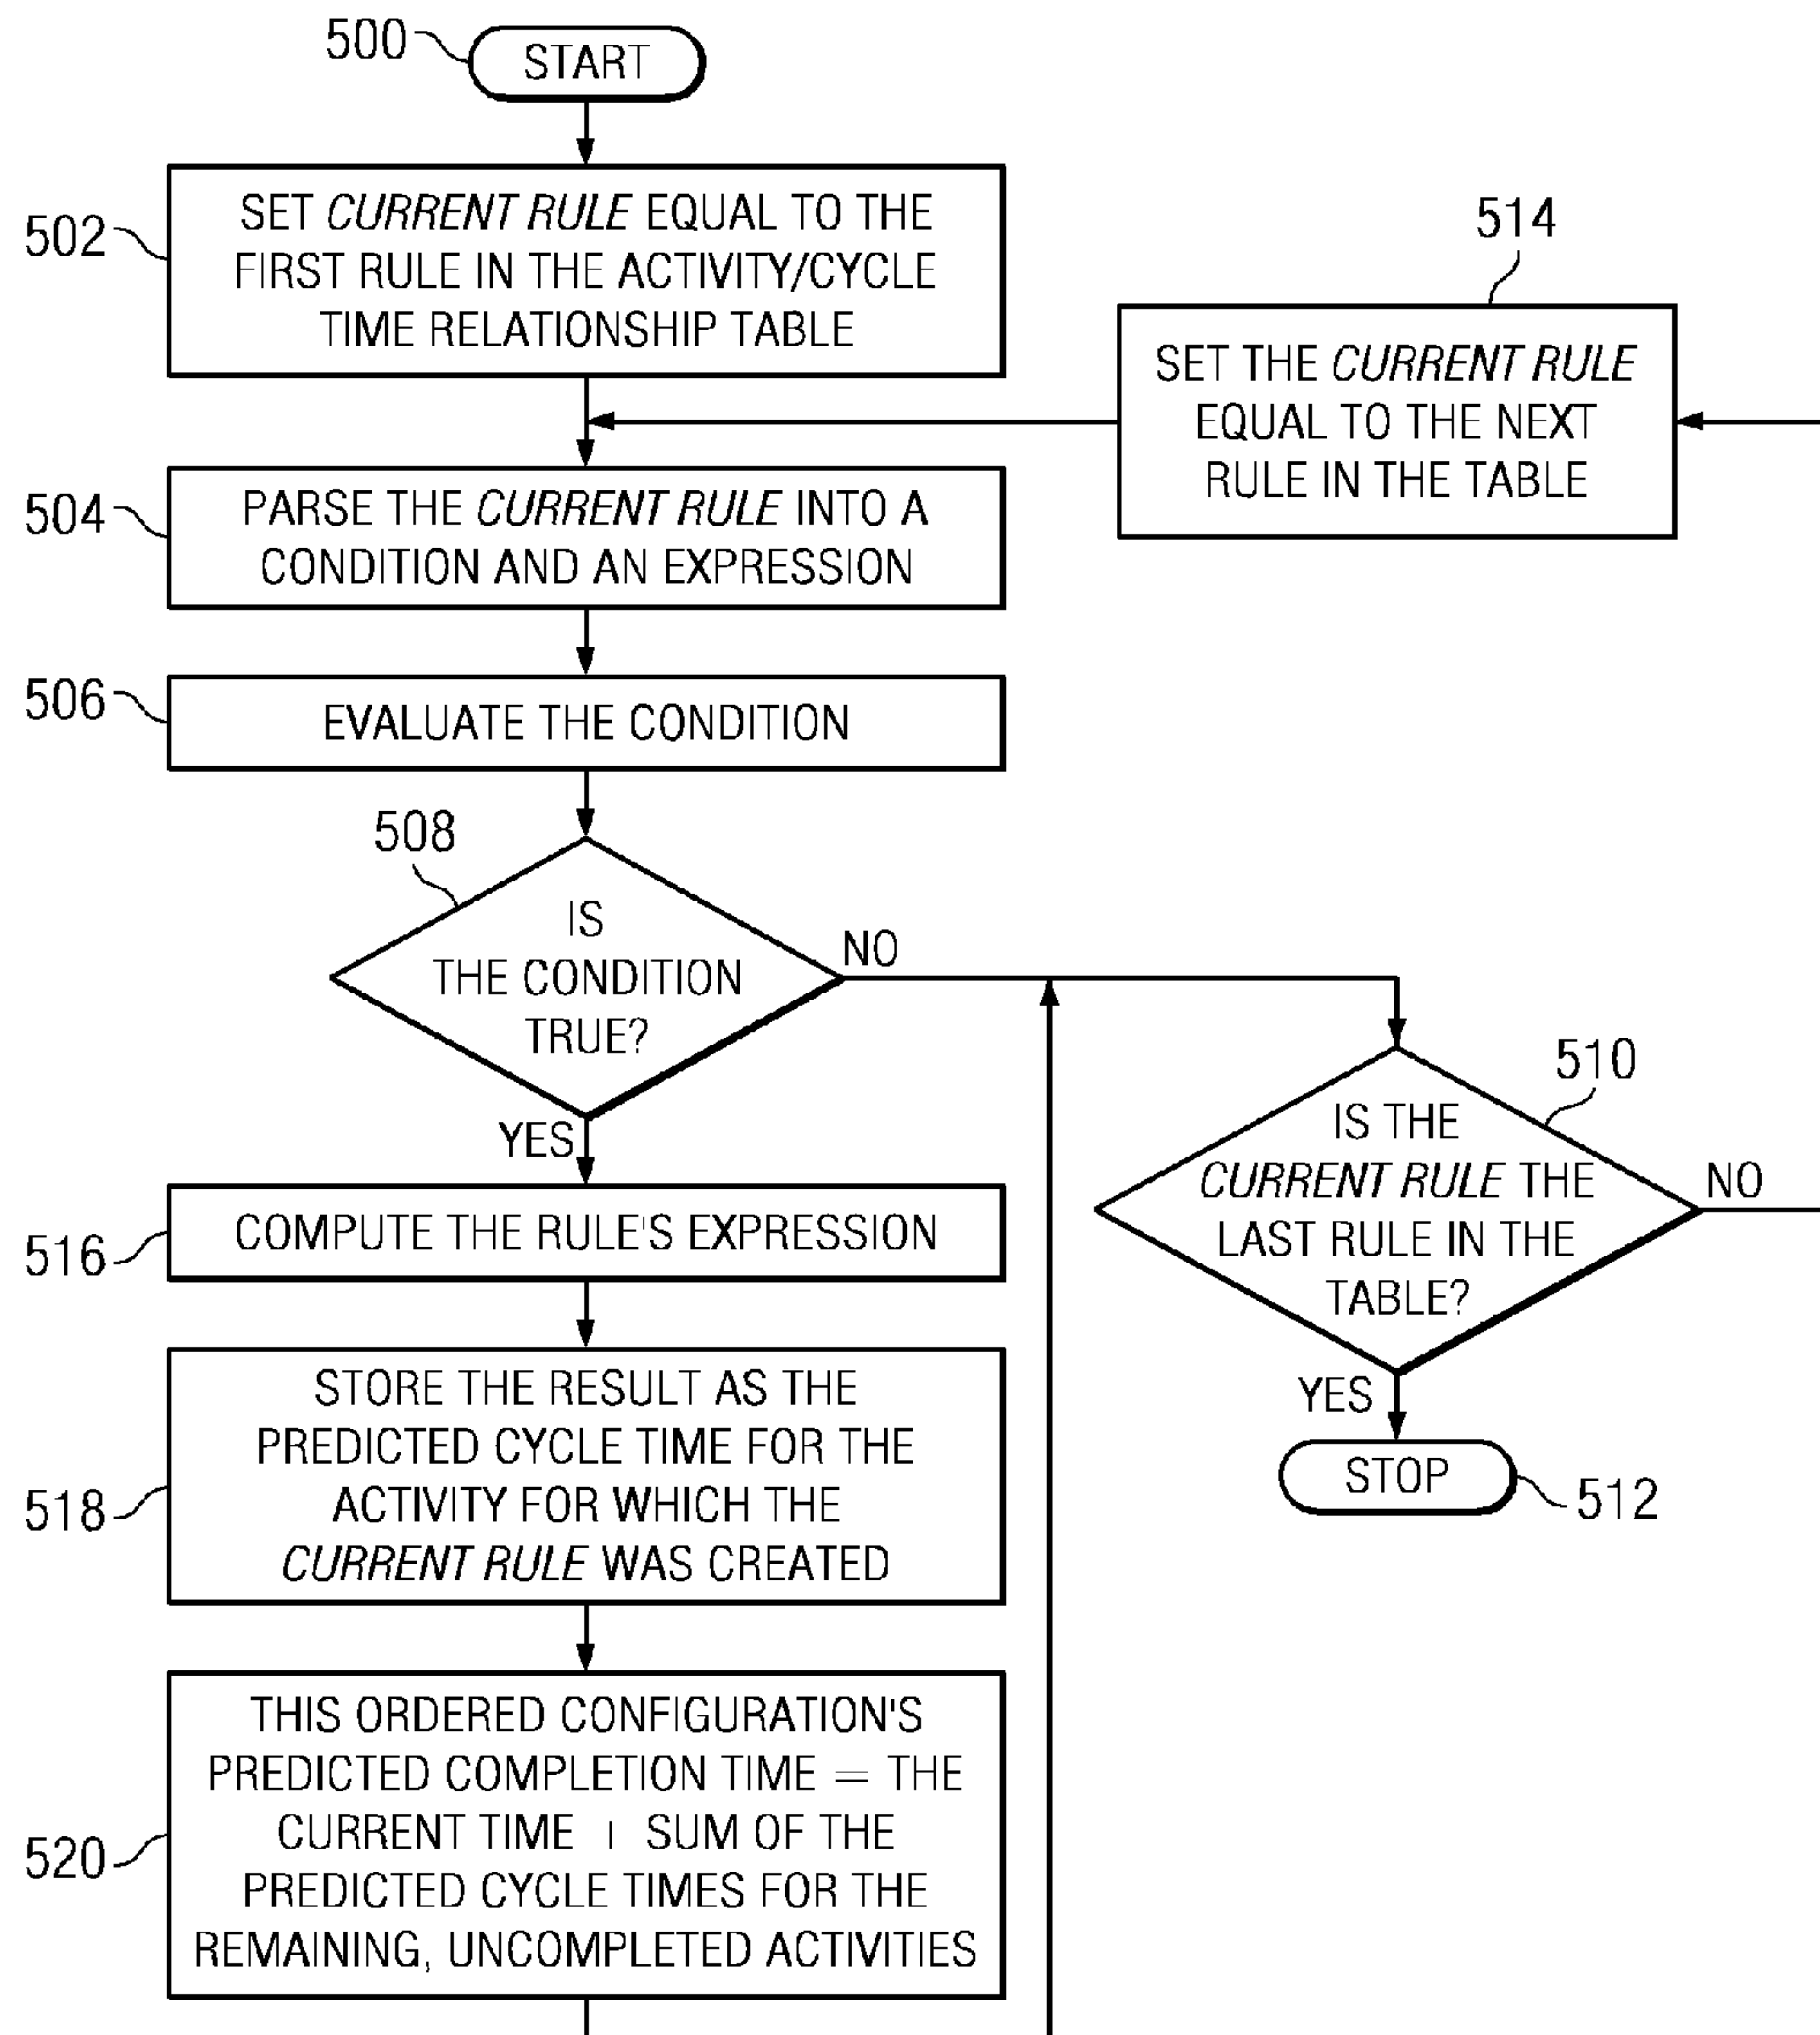 500
START
502
SET CURRENT RULE EQUAL TO THE
FIRST RULE IN THE ACTIVITY/CYCLE
TIME RELATIONSHIP TABLE
514
SET THE CURRENT RULE
EQUAL TO THE NEXT
RULE IN THE TABLE
504
PARSE THE CURRENT RULE INTO A
CONDITION AND AN EXPRESSION
506
EVALUATE THE CONDITION
508
IS
THE CONDITION
TRUE?
NO
YES
510
IS THE
CURRENT RULE THE
LAST RULE IN THE
TABLE?
NO
YES
STOP
512
516
COMPUTE THE RULE'S EXPRESSION
518
STORE THE RESULT AS THE
PREDICTED CYCLE TIME FOR THE
ACTIVITY FOR WHICH THE
CURRENT RULE WAS CREATED
520
THIS ORDERED CONFIGURATION'S
PREDICTED COMPLETION TIME = THE
CURRENT TIME I SUM OF THE
PREDICTED CYCLE TIMES FOR THE
REMAINING, UNCOMPLETED ACTIVITIES